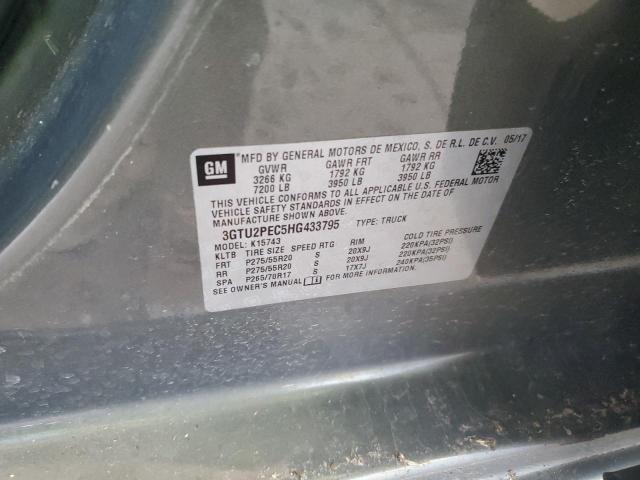 GM
MFD BY GENERAL MOTORS DE MEXICO, S. DE R.L. DE C.V. 05/17
GVWR GAWR FRT GAWR RR
3266 KG 1792 KG 1792 KG
7200 LB 3950 LB 3950 LB
THIS VEHICLE CONFORMS TO ALL APPLICABLE U.S. FEDERAL MOTOR
VEHICLE SAFETY STANDARDS IN EFFECT ON THE DATE OF
MANUFACTURE SHOWN ABOVE.
3GTU2PEC5HG433795 TYPE: TRUCK
MODEL: K15743
KLTB TIRE SIZE SPEED RTG RIM COLD TIRE PRESSURE
FRT P275/55R20 S 20X9J 220KPA(32PSI)
RR P275/55R20 S 20X9J 220KPA(32PSI)
SPA P265/70R17 S 17X7J 240KPA(35PSI)
SEE OWNER'S MANUAL FOR MORE INFORMATION.